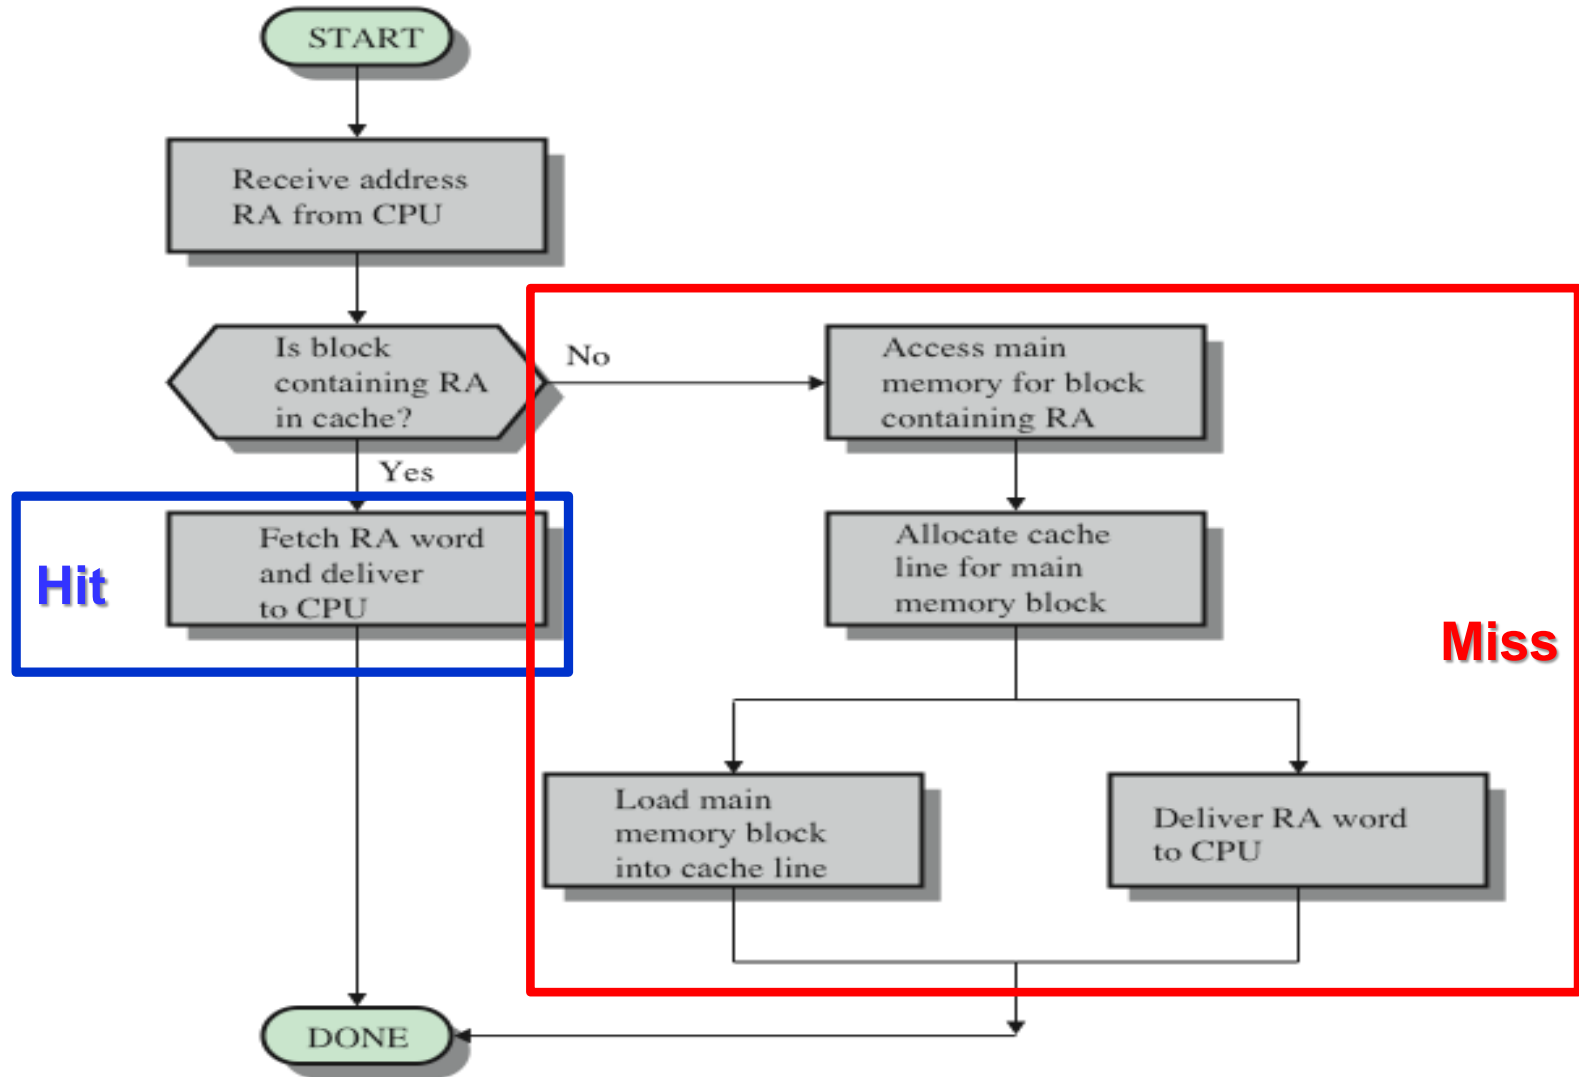 START
Receive address
RA from CPU
Is block
containing RA
in cache?
No
Access main
memory for block
containing RA
Yes
Hit
Fetch RA word
and deliver
to CPU
Allocate cache
line for main
memory block
Miss
Load main
memory block
into cache line
Deliver RA word
to CPU
DONE